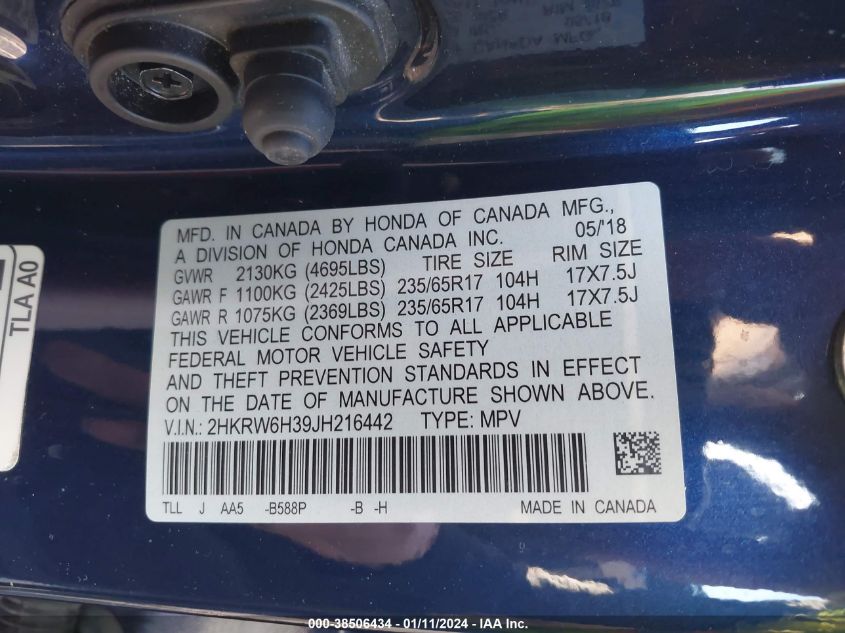 MFD. IN CANADA BY HONDA OF CANADA MFG.,
A DIVISION OF HONDA CANADA INC. 05/'18
GVWR 2130KG (4695LBS) TIRE SIZE RIM SIZE
GAWR F 1100KG (2425LBS) 235/65R17 104H 17X7.5J
GAWR R 1075KG (2369LBS) 235/65R17 104H 17X7.5J
THIS VEHICLE CONFORMS TO ALL APPLICABLE
FEDERAL MOTOR VEHICLE SAFETY
AND THEFT PREVENTION STANDARDS IN EFFECT
ON THE DATE OF MANUFACTURE SHOWN ABOVE.
V.I.N.: 2HKRW6H39JH216442 TYPE: MPV
TLL J AA5 -B588P -B -H MADE IN CANADA
TLA A0
000-38506434 - 01/11/2024 - IAA Inc.